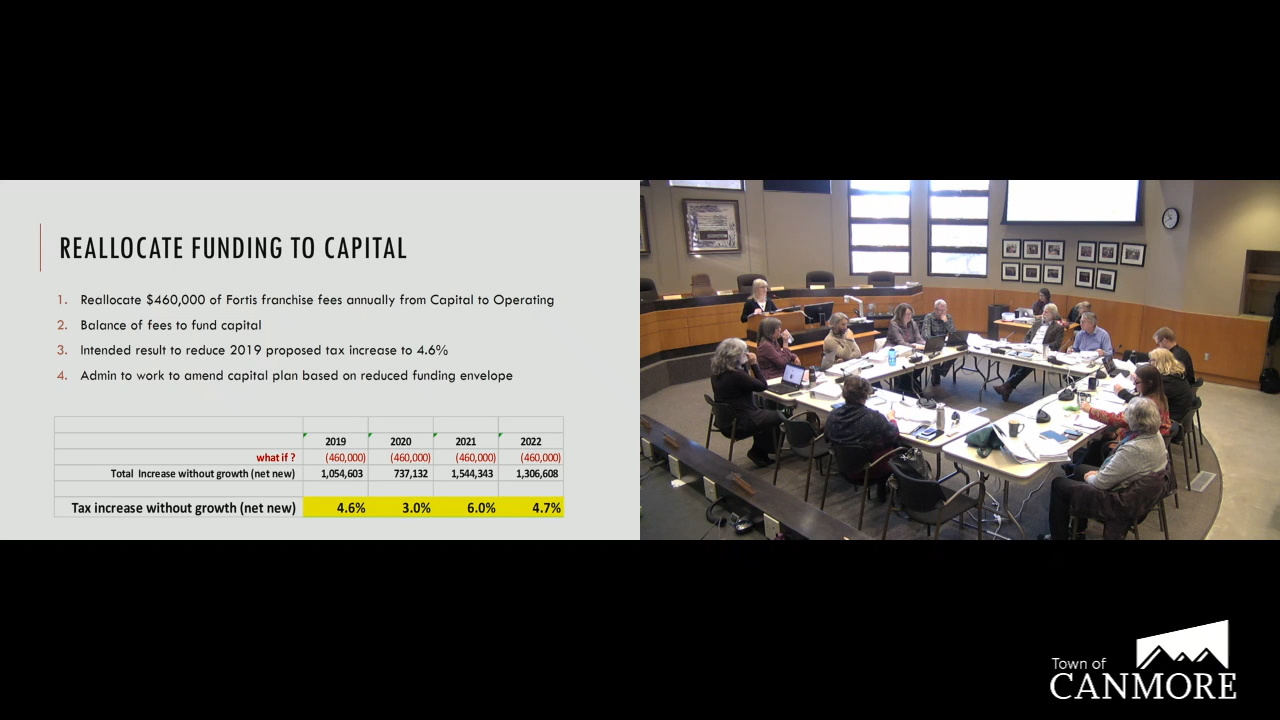 REALLOCATE FUNDING TO CAPITAL
1. Reallocate $460,000 of Fortis franchise fees annually from Capital to Operating
2. Balance of fees to fund capital
3. Intended result to reduce 2019 proposed tax increase to 4.6%
4. Admin to work to amend capital plan based on reduced funding envelope
2019 2020 2021 2022
what if ? (460,000) (460,000) (460,000) (460,000)
Total Increase without growth (net new) 1,054,603 737,132 1,544,343 1,306,608
Tax increase without growth (net new) 4.6% 3.0% 6.0% 4.7%
Town of
CANMORE